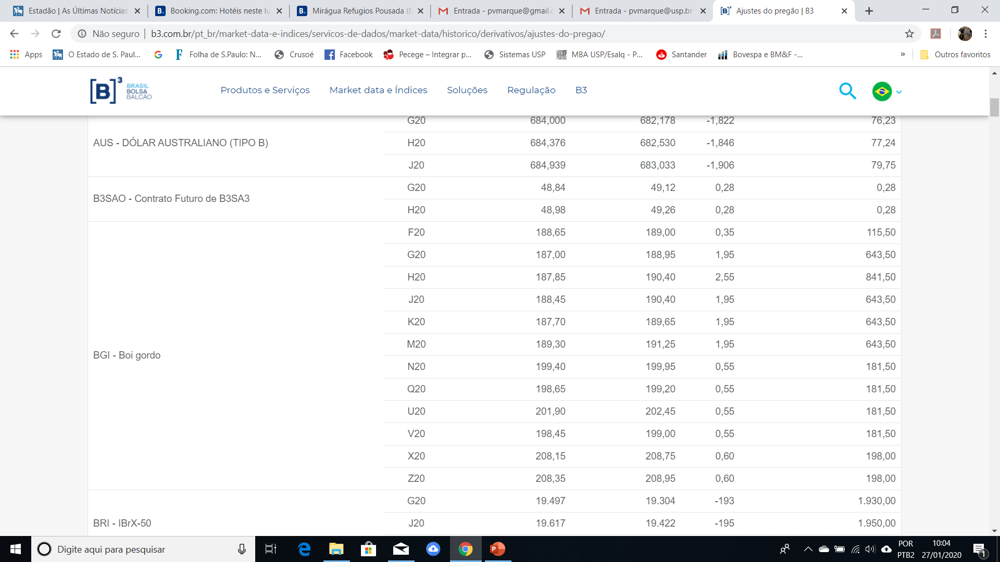 Estadão | As Últimas Notícias
Booking.com: Hotéis neste lu
Mirágua Refugios Pousada (B
Entrada - pvmarque@gmail.c
Entrada - pvmarque@usp.br
Ajustes do pregão | B3
Não seguro | b3.com.br/pt_br/market-data-e-indices/servicos-de-dados/market-data/historico/derivativos/ajustes-do-pregao/
Apps O Estado de S. Paul... Folha de S.Paulo: N... Crusoé Facebook Pecege – Integrar p... Sistemas USP MBA USP/Esalq - P... Santander Bovespa e BM&F -... » Outros favoritos
[B]3 BRASIL BOLSA BALCÃO
Produtos e Serviços Market data e Índices Soluções Regulação B3
G20 684,000 682,178 -1,822 76,23
AUS - DÓLAR AUSTRALIANO (TIPO B) H20 684,376 682,530 -1,846 77,24
J20 684,939 683,033 -1,906 79,75
G20 48,84 49,12 0,28 0,28
B3SAO - Contrato Futuro de B3SA3
H20 48,98 49,26 0,28 0,28
F20 188,65 189,00 0,35 115,50
G20 187,00 188,95 1,95 643,50
H20 187,85 190,40 2,55 841,50
J20 188,45 190,40 1,95 643,50
K20 187,70 189,65 1,95 643,50
M20 189,30 191,25 1,95 643,50
BGI - Boi gordo
N20 199,40 199,95 0,55 181,50
Q20 198,65 199,20 0,55 181,50
U20 201,90 202,45 0,55 181,50
V20 198,45 199,00 0,55 181,50
X20 208,15 208,75 0,60 198,00
Z20 208,35 208,95 0,60 198,00
G20 19.497 19.304 -193 1.930,00
BRI - IBrX-50 J20 19.617 19.422 -195 1.950,00
Digite aqui para pesquisar
POR
PTB2
10:04
27/01/2020
1